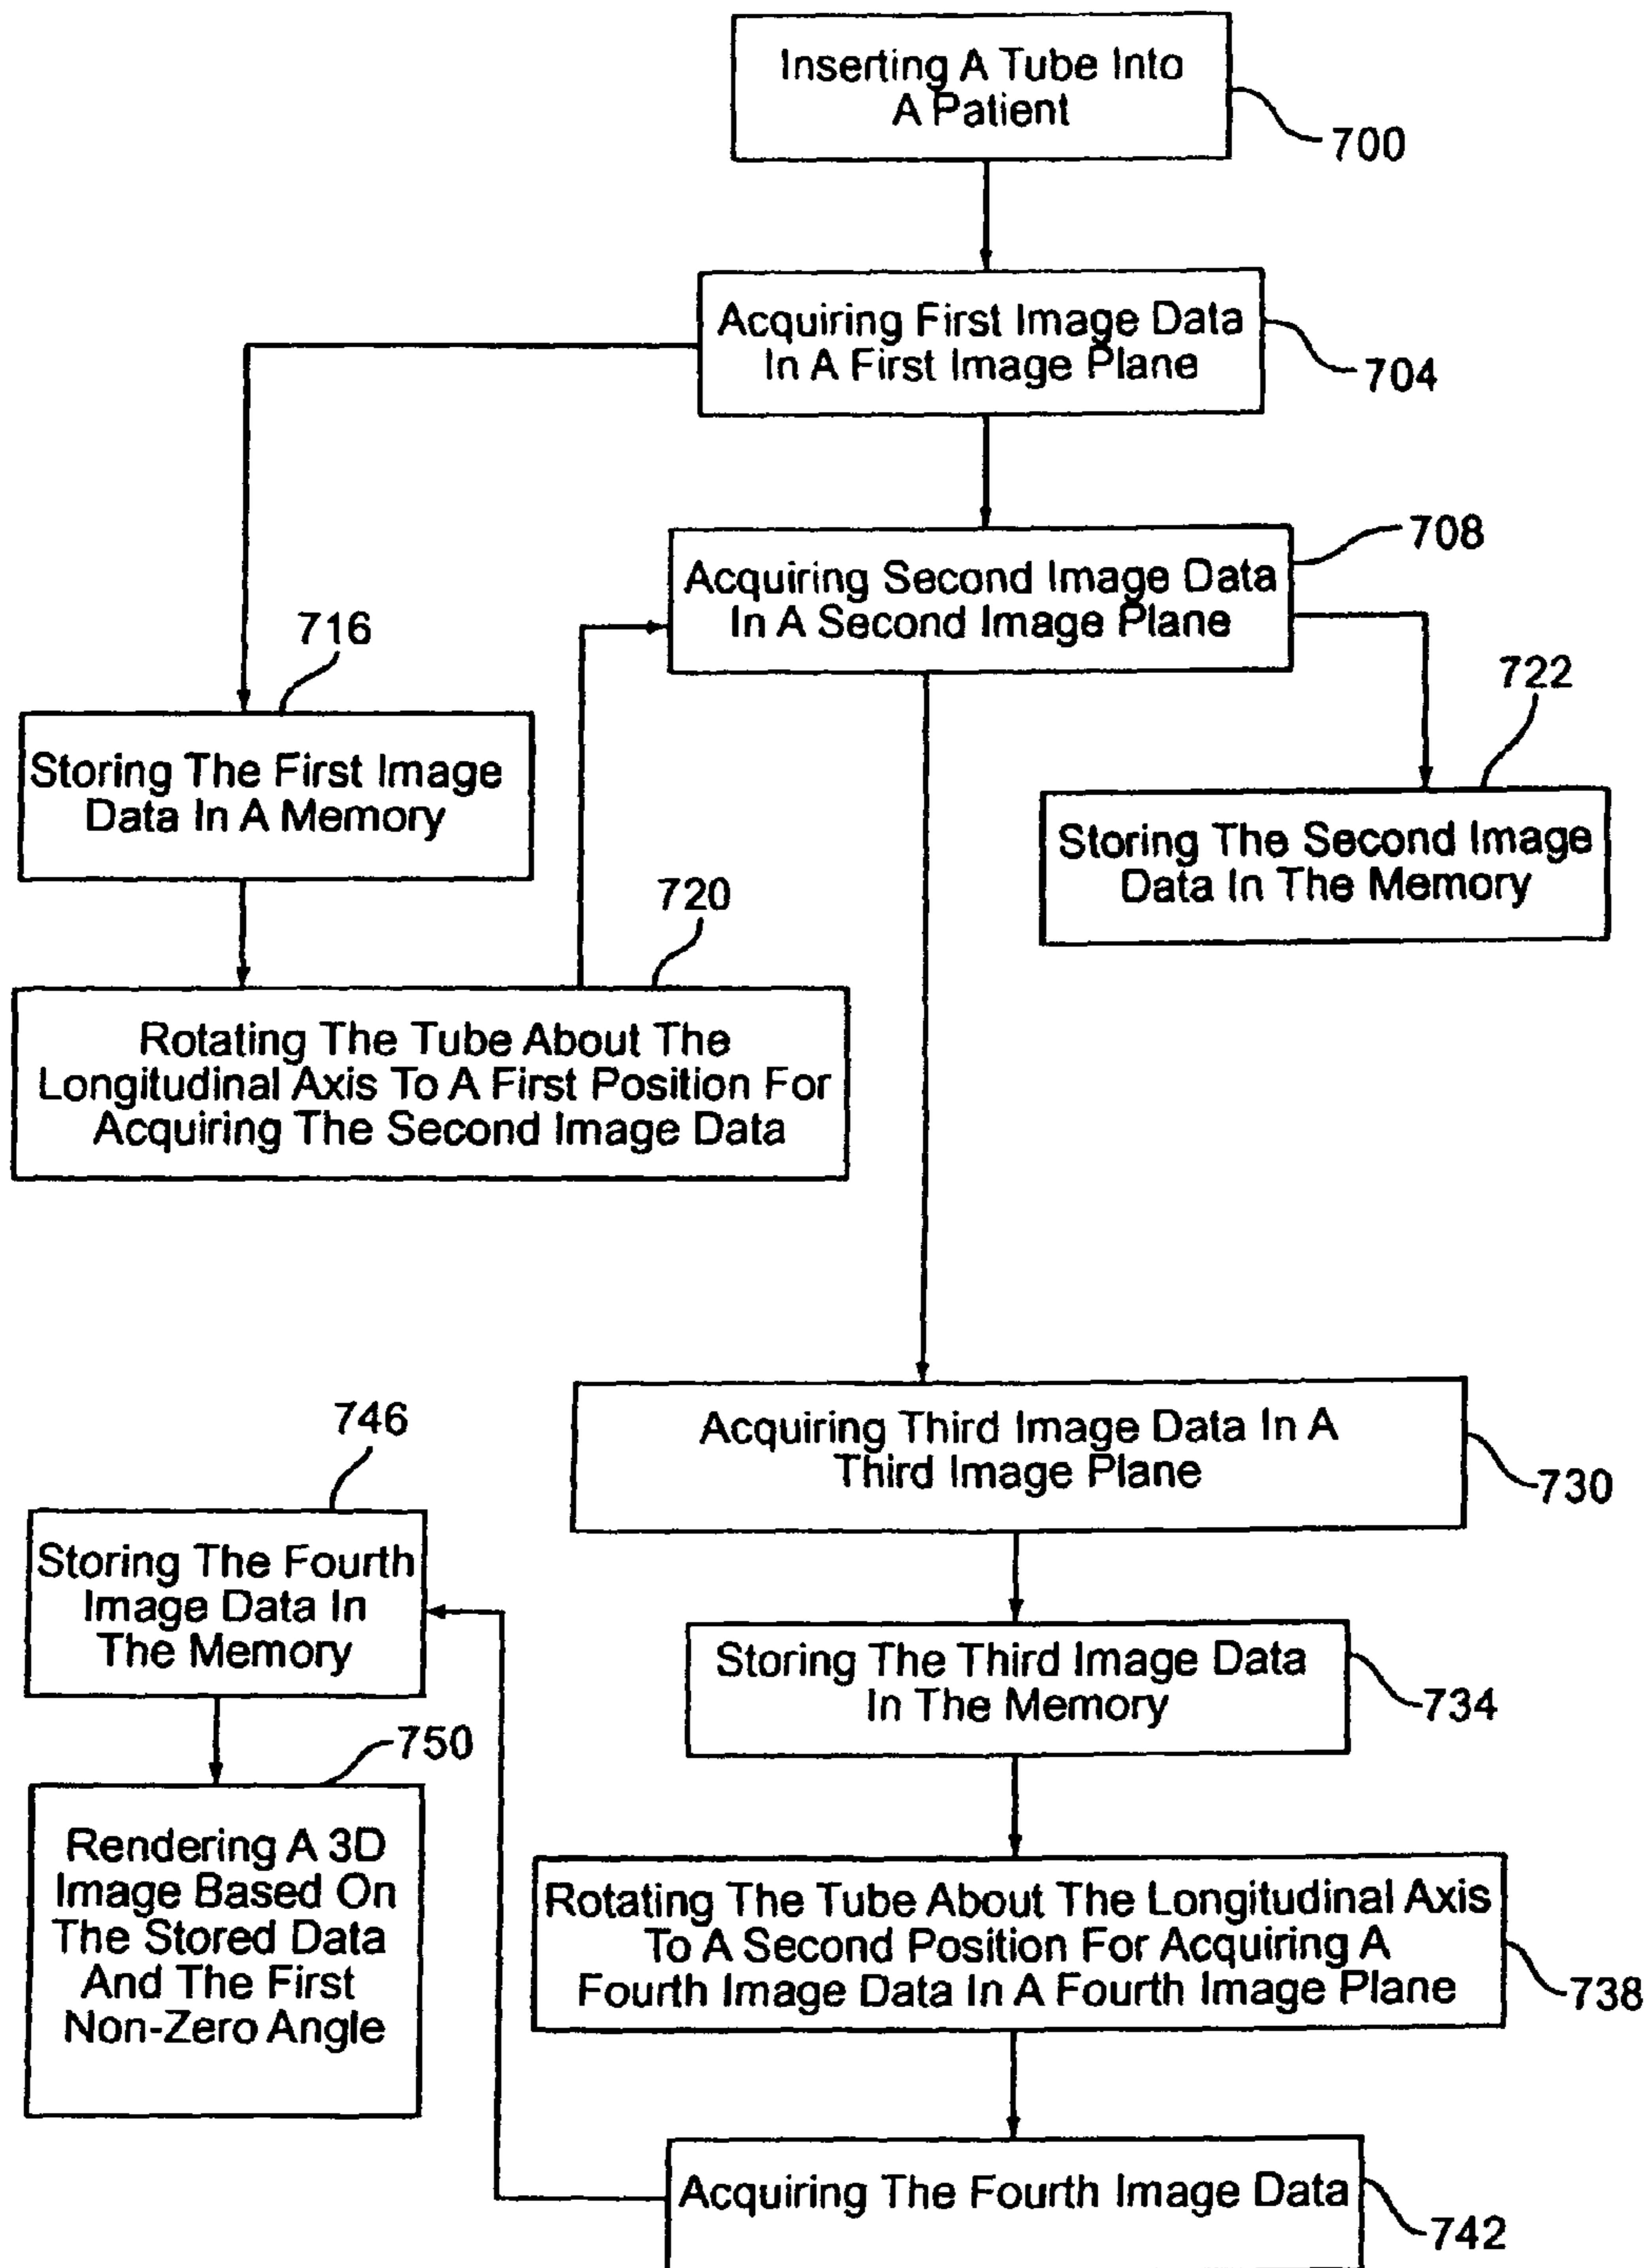 Inserting A Tube Into
A Patient
700
Acquiring First Image Data
In A First Image Plane
704
708
Acquiring Second Image Data
In A Second Image Plane
716
722
Storing The First Image
Data In A Memory
Storing The Second Image
Data In The Memory
720
Rotating The Tube About The
Longitudinal Axis To A First Position For
Acquiring The Second Image Data
Acquiring Third Image Data In A
Third Image Plane
730
746
Storing The Fourth
Image Data In
The Memory
Storing The Third Image Data
In The Memory
734
750
Rendering A 3D
Image Based On
The Stored Data
And The First
Non-Zero Angle
Rotating The Tube About The Longitudinal Axis
To A Second Position For Acquiring A
Fourth Image Data In A Fourth Image Plane
738
Acquiring The Fourth Image Data
742